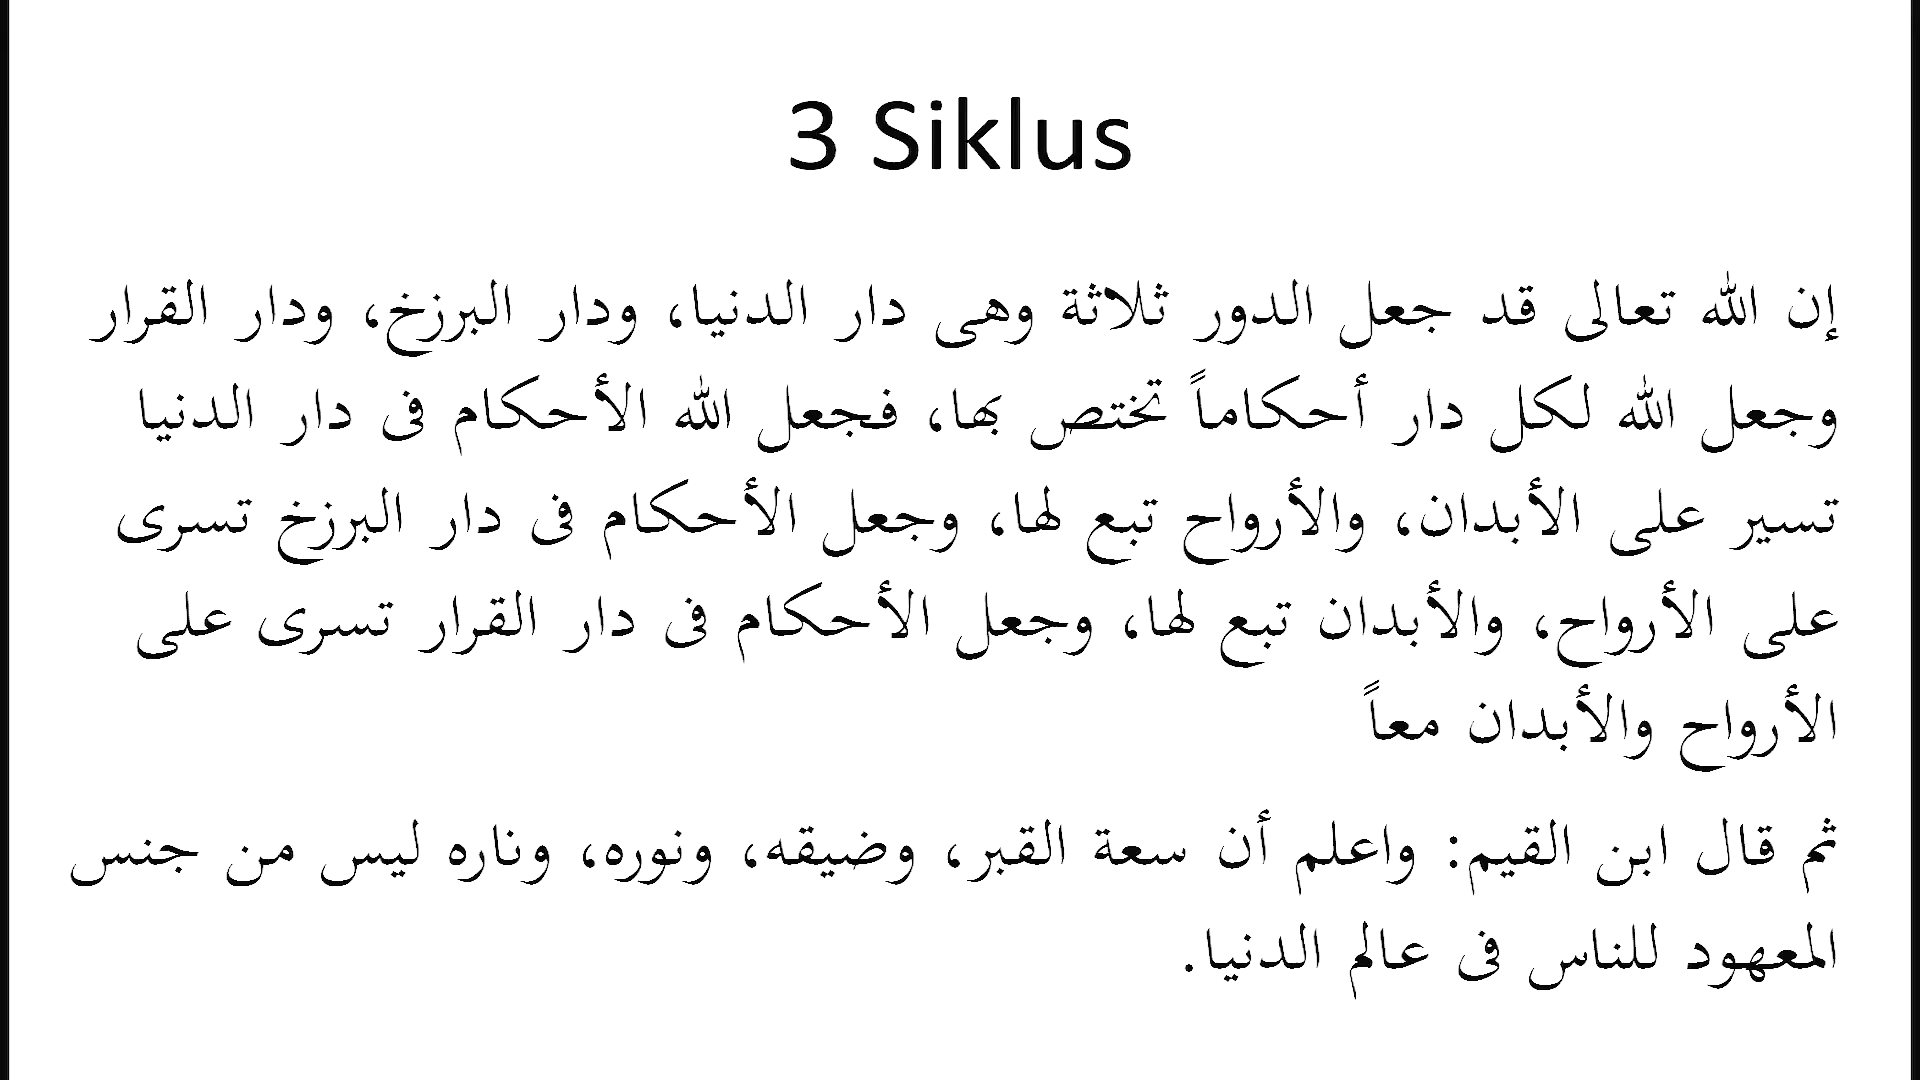 3 Siklus
إن الله تعالى قد جعل الدور ثلاثة وهى دار الدنيا، ودار البرزخ، ودار القرار
وجعل الله لكل دار أحكاماً تختص بها، فجعل الله الأحكام فى دار الدنيا
تسير على الأبدان، والأرواح تبع لها، وجعل الأحكام فى دار البرزخ تسرى
على الأرواح، والأبدان تبع لها، وجعل الأحكام فى دار القرار تسرى على
الأرواح والأبدان معاً
ثم قال ابن القيم: واعلم أن سعة القبر، وضيقه، ونوره، وناره ليس من جنس
المعهود للناس فى عالم الدنيا.